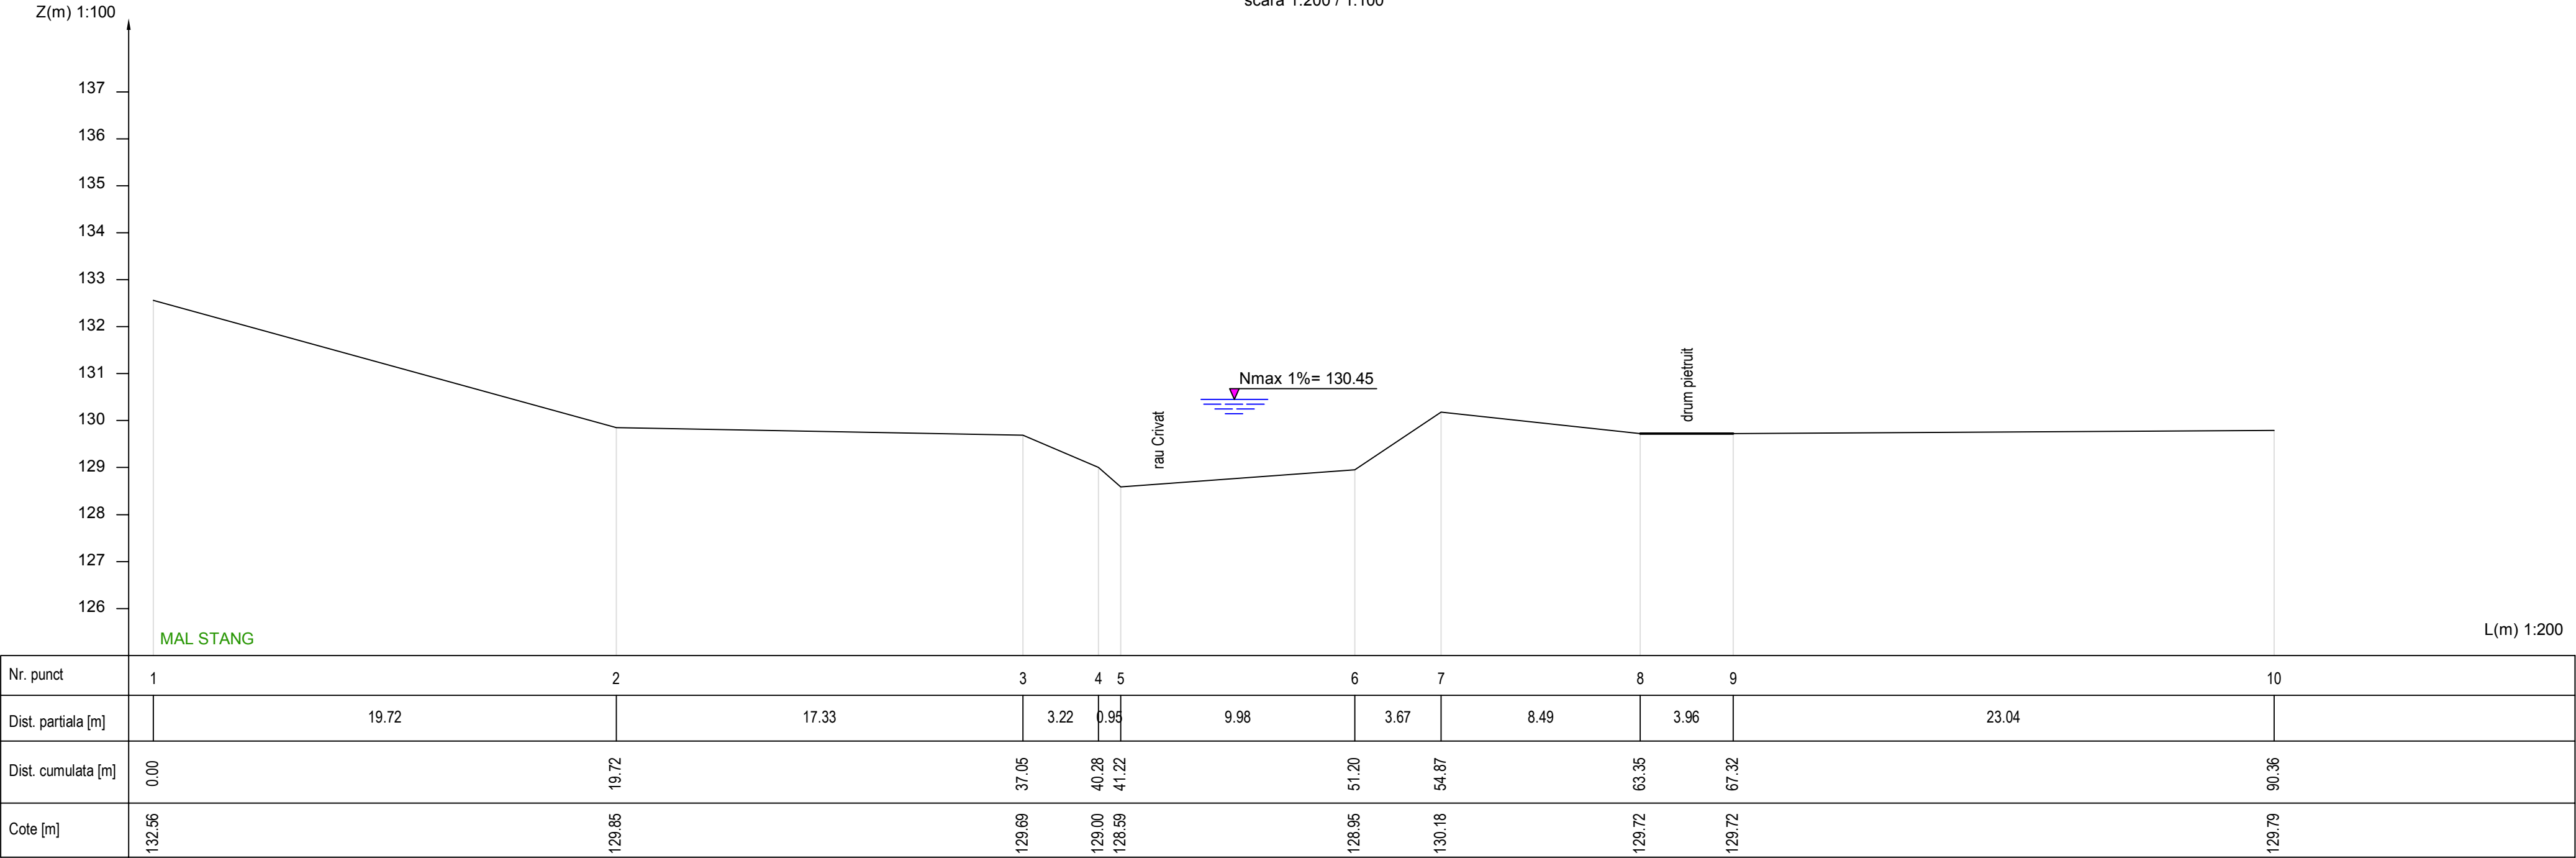 scara 1:200 / 1:100
Z(m) 1:100
137
136
135
134
133
132
131
130
129
128
127
126
Nmax 1%= 130.45
rau Crivat
drum pietruit
MAL STANG
L(m) 1:200
Nr. punct 1 2 3 4 5 6 7 8 9 10
Dist. partiala [m] 19.72 17.33 3.22 0.95 9.98 3.67 8.49 3.96 23.04
Dist. cumulata [m] 0.00 19.72 37.05 40.28 41.22 51.20 54.87 63.35 67.32 90.36
Cote [m] 132.56 129.85 129.69 129.00 128.59 128.95 130.18 129.72 129.72 129.79